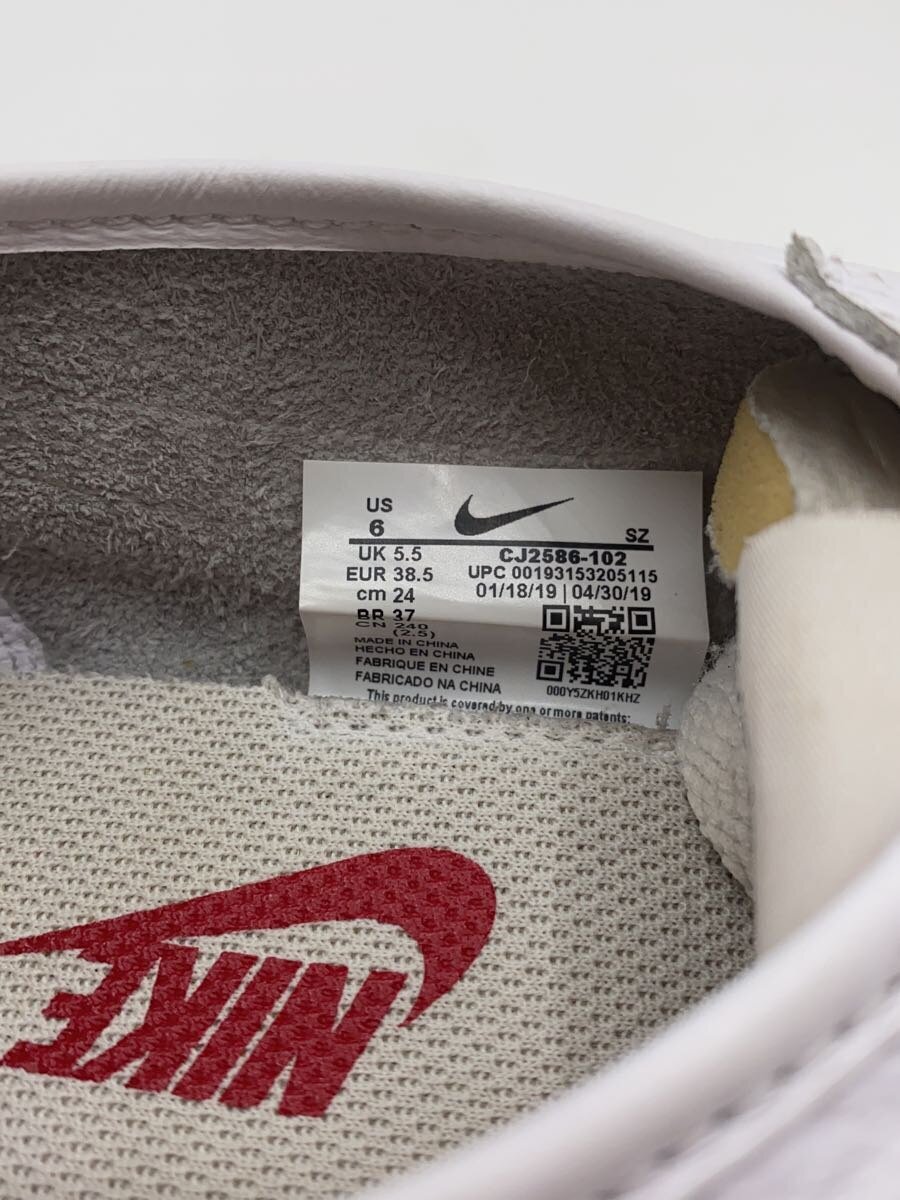 US
6
SZ
UK 5.5
CJ2586-102
EUR 38.5
UPC 00193153205115
cm 24
01/18/19 | 04/30/19
BR 37
CN 240
(2.5)
MADE IN CHINA
HECHO EN CHINA
FABRIQUE EN CHINE
FABRICADO NA CHINA
000Y5ZKH01KHZ
This product is covered by one or more patents:
NIKE